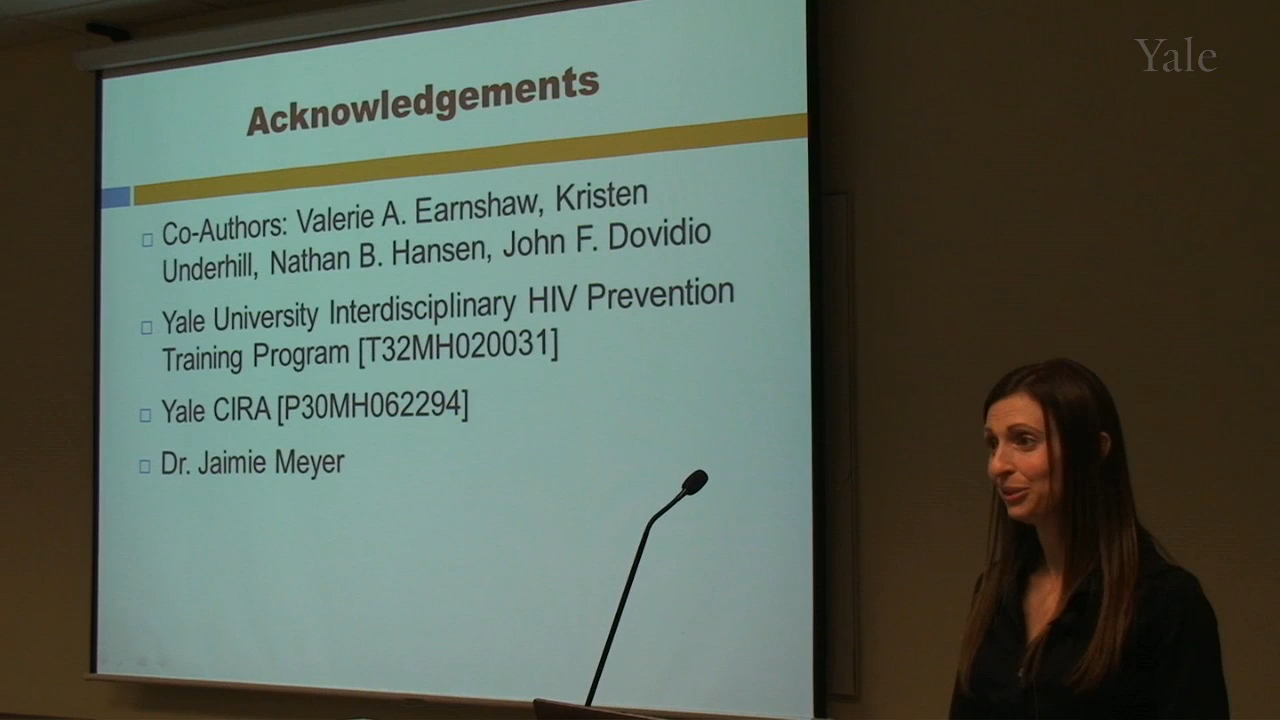 Yale
Acknowledgements
Co-Authors: Valerie A. Earnshaw, Kristen
Underhill, Nathan B. Hansen, John F. Dovidio
Yale University Interdisciplinary HIV Prevention
Training Program [T32MH020031]
Yale CIRA [P30MH062294]
Dr. Jaimie Meyer